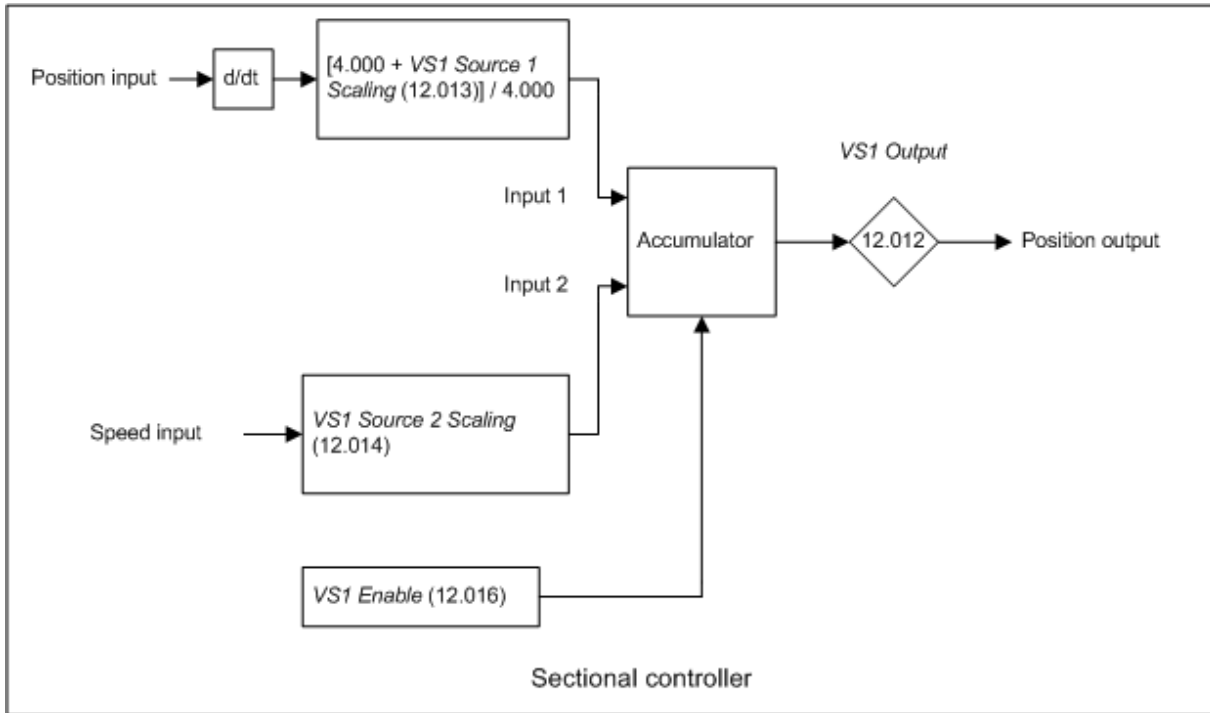 Position input
d/dt
[4.000 + VS1 Source 1
Scaling (12.013)] / 4.000
VS1 Output
Input 1
Accumulator
12.012
Position output
Input 2
Speed input
VS1 Source 2 Scaling
(12.014)
VS1 Enable (12.016)
Sectional controller